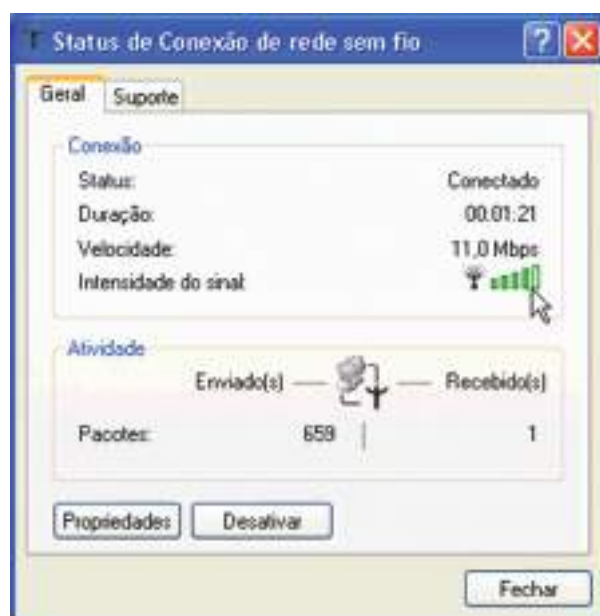 Status de Conexão de rede sem fio
Geral Suporte
Conexão
Status: Conectado
Duração: 00:01:21
Velocidade: 11,0 Mbps
Intensidade do sinal:
Atividade
Enviado(s) — — Recebido(s)
Pacotes: 659 | 1
Propriedades Desativar
Fechar